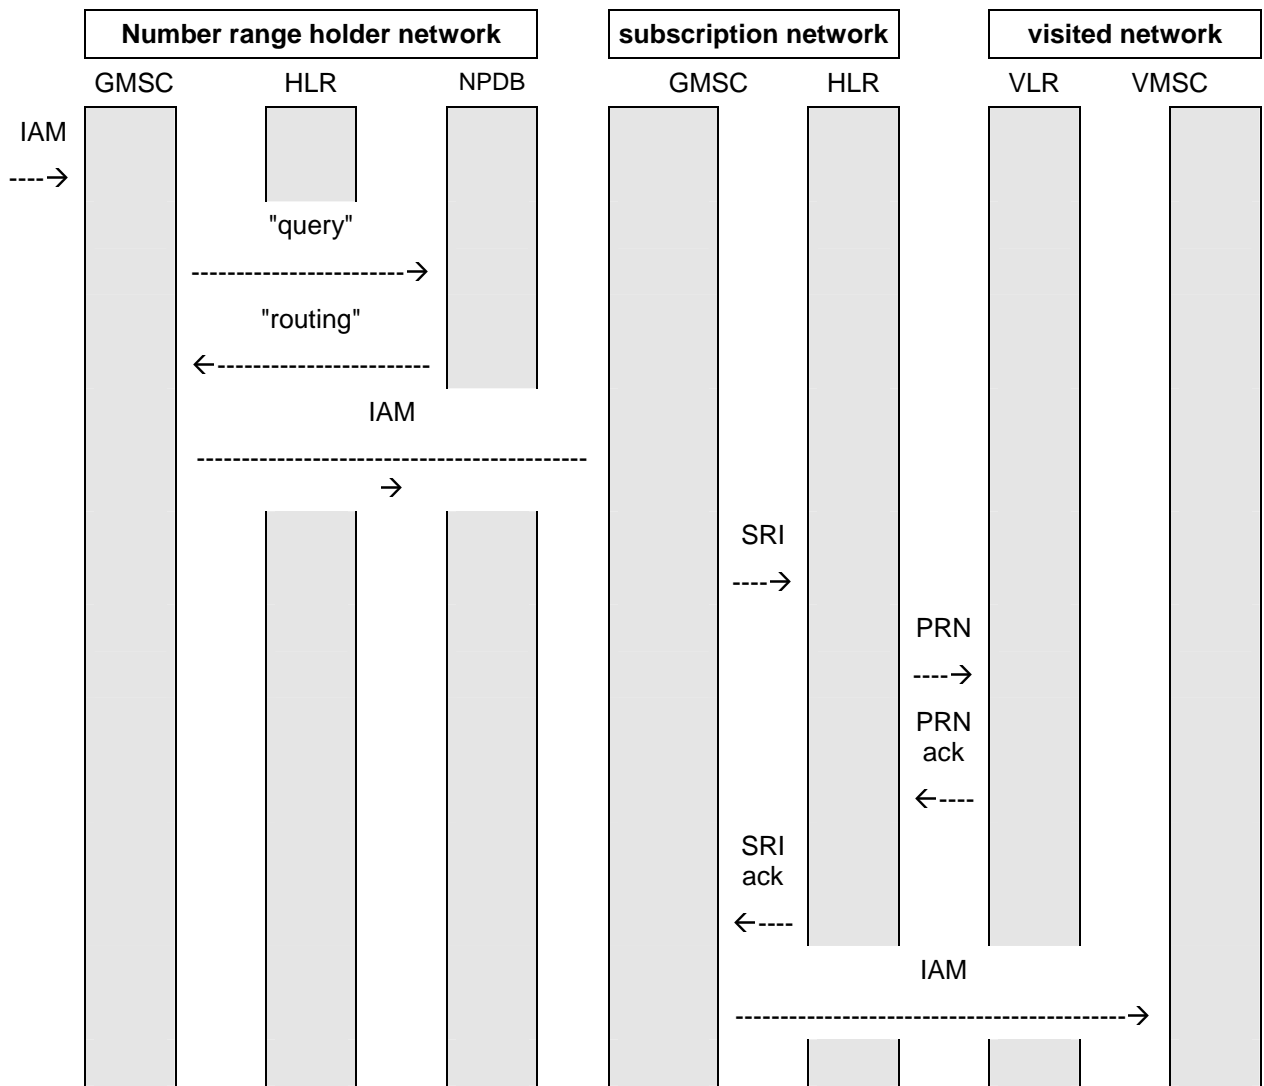 Number range holder network subscription network visited network
GMSC HLR NPDB GMSC HLR VLR VMSC
IAM
---->
"query"
------------------------>
"routing"
<------------------------
IAM
--------------------------------------------
→
SRI
---->
PRN
---->
PRN
ack
<----
SRI
ack
<----
IAM
-------------------------------------------->